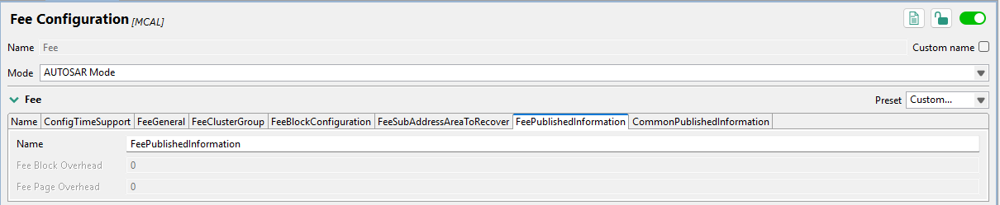 Fee Configuration [MCAL]
Name Fee Custom name
Mode AUTOSAR Mode
Fee Preset Custom...
Name ConfigTimeSupport FeeGeneral FeeClusterGroup FeeBlockConfiguration FeeSubAddressAreaToRecover FeePublishedInformation CommonPublishedInformation
Name FeePublishedInformation
Fee Block Overhead 0
Fee Page Overhead 0